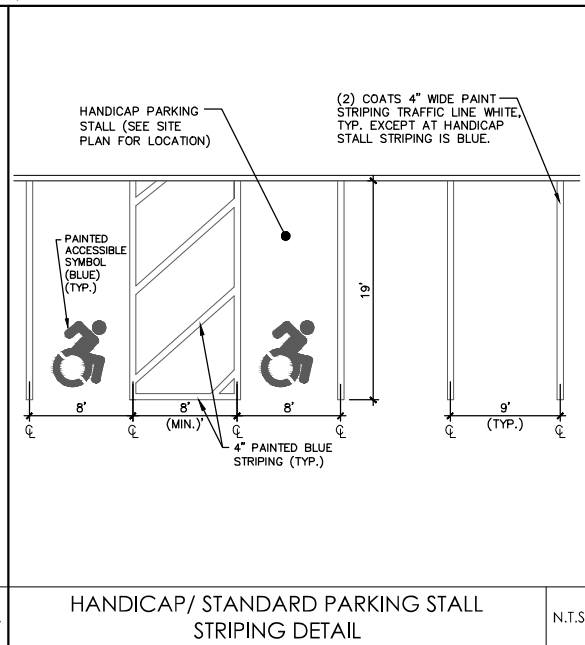 HANDICAP PARKING
STALL (SEE SITE
PLAN FOR LOCATION)
(2) COATS 4" WIDE PAINT
STRIPING TRAFFIC LINE WHITE,
TYP. EXCEPT AT HANDICAP
STALL STRIPING IS BLUE.
PAINTED
ACCESSIBLE
SYMBOL
(BLUE)
(TYP.)
19'
8'
8'
(MIN.)'
8'
9'
(TYP.)
℄ ℄ ℄ ℄ ℄ ℄
4" PAINTED BLUE
STRIPING (TYP.)
HANDICAP/ STANDARD PARKING STALL
STRIPING DETAIL
N.T.S